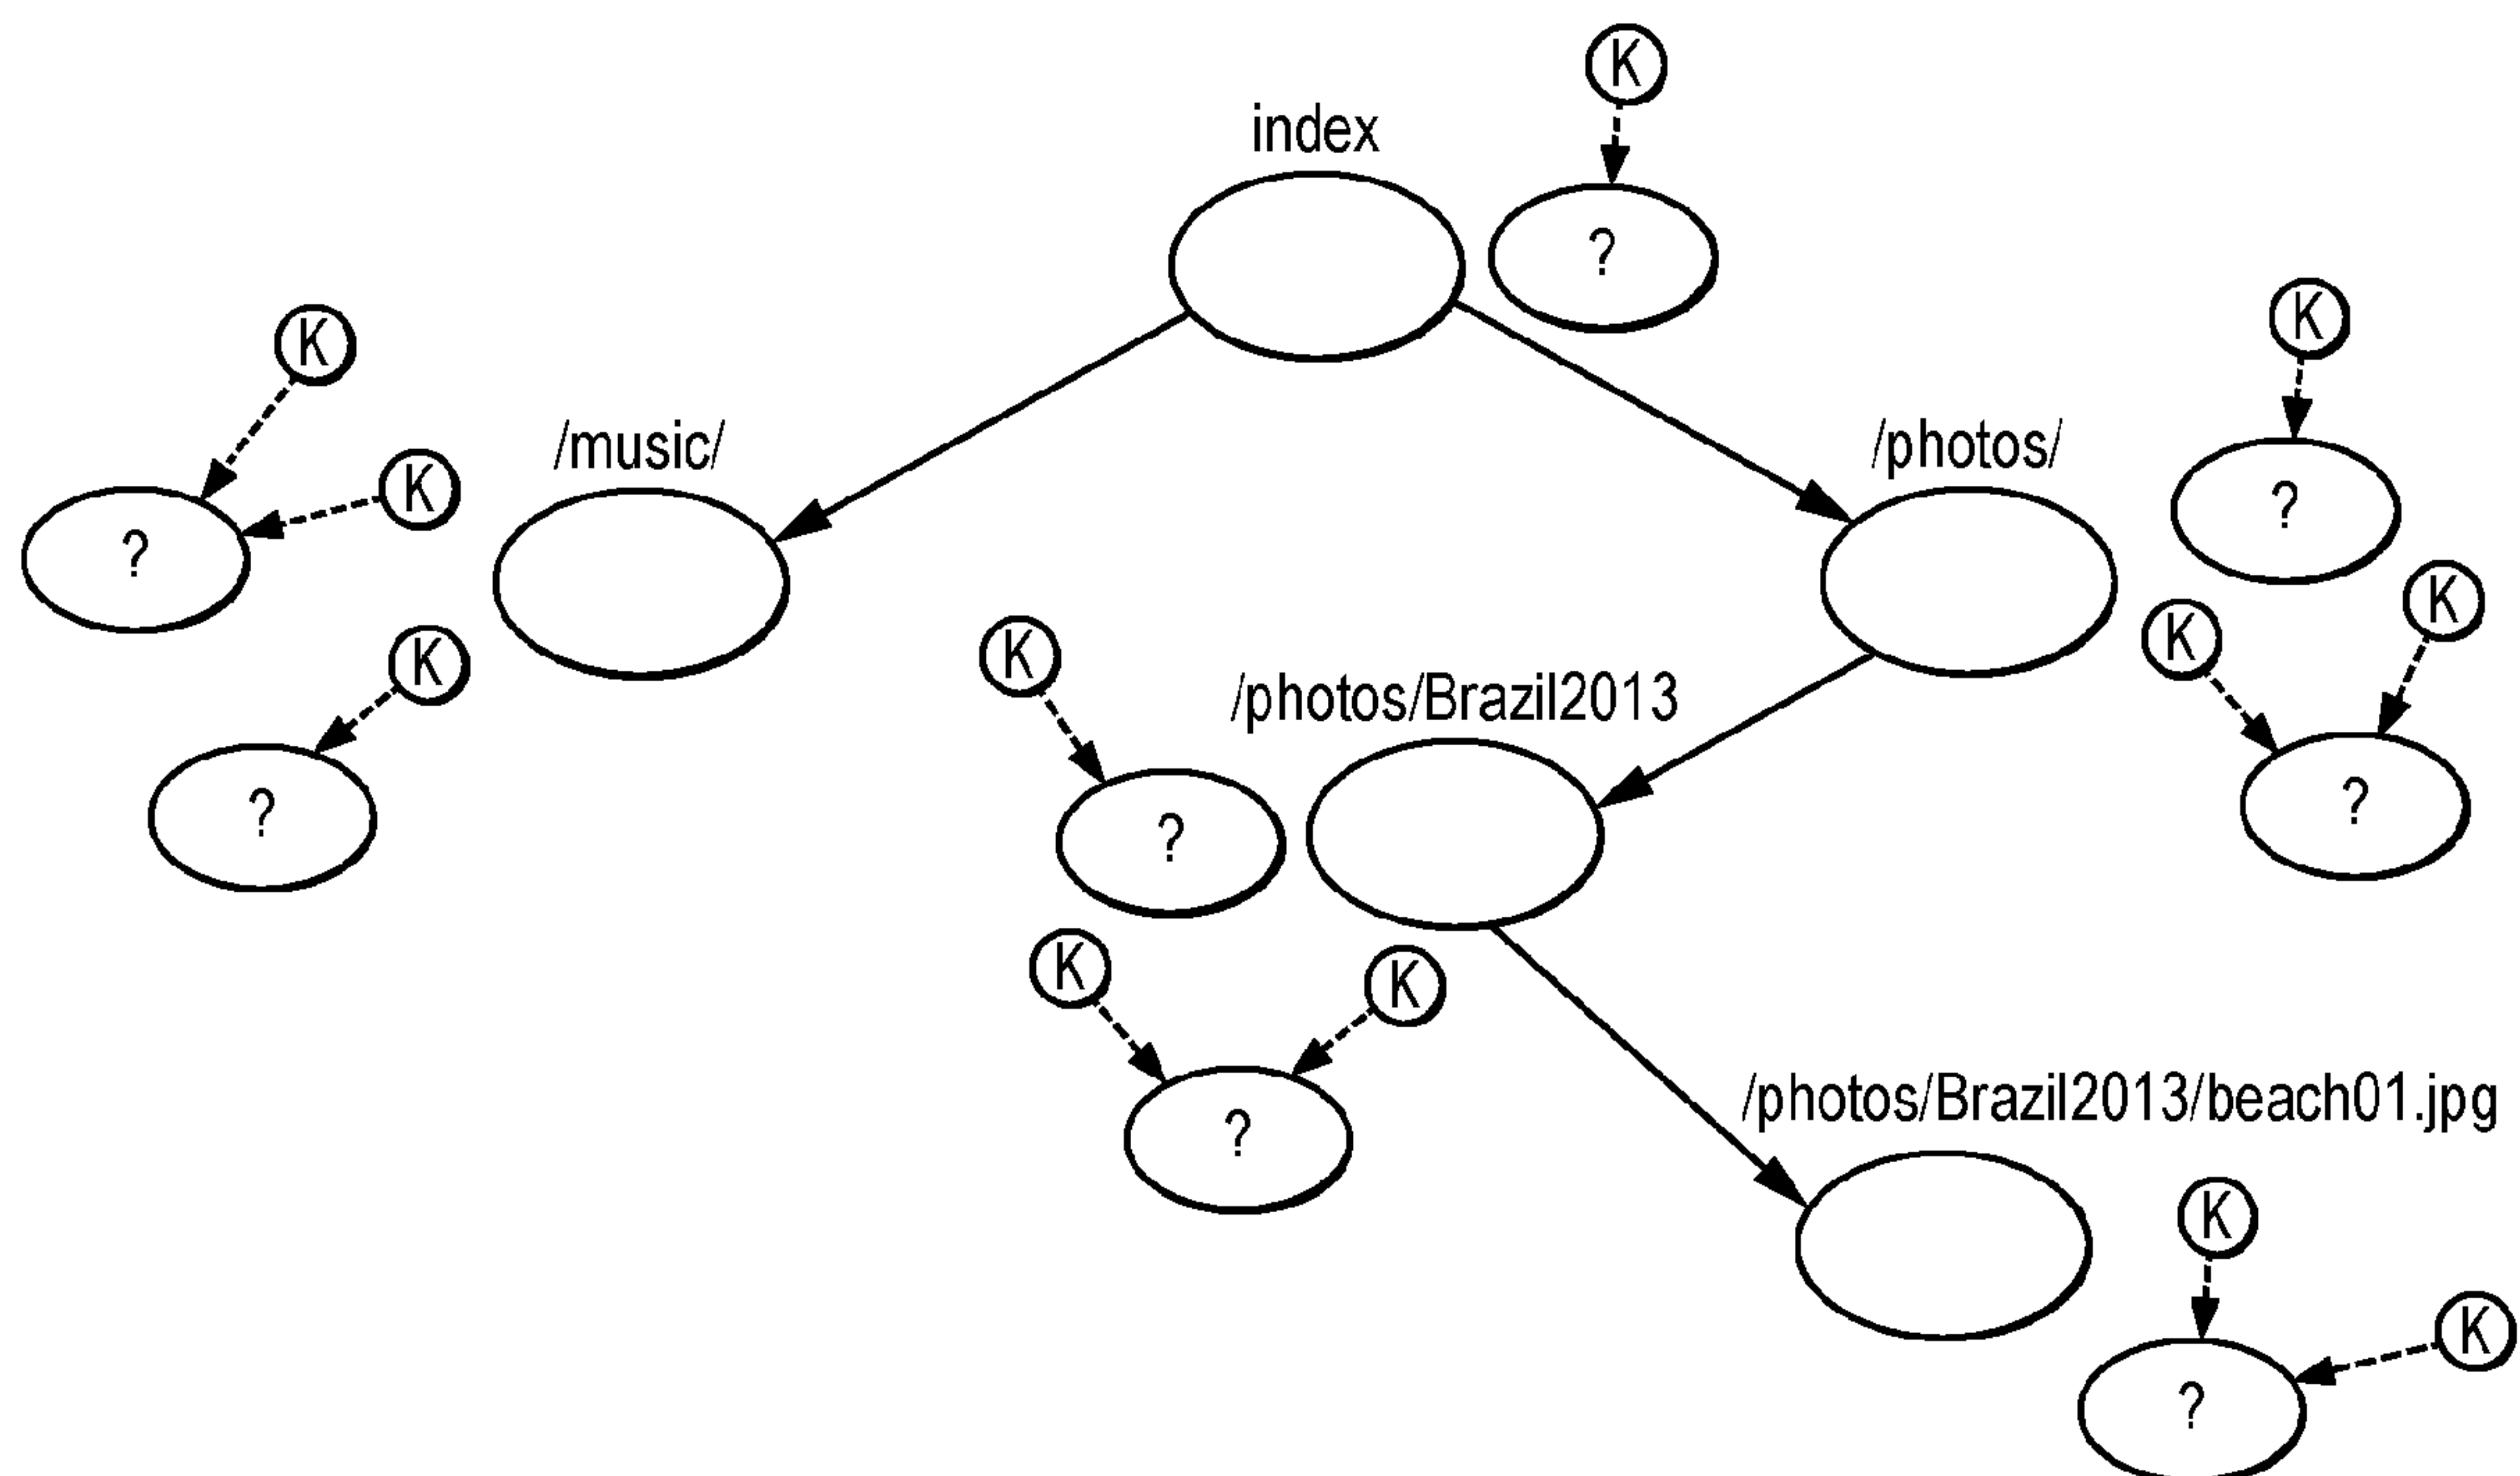 K
index
?
K
K
/music/
/photos/
K
?
?
K
K
K
K
/photos/Brazil2013
?
?
?
K
K
?
/photos/Brazil2013/beach01.jpg
K
K
?